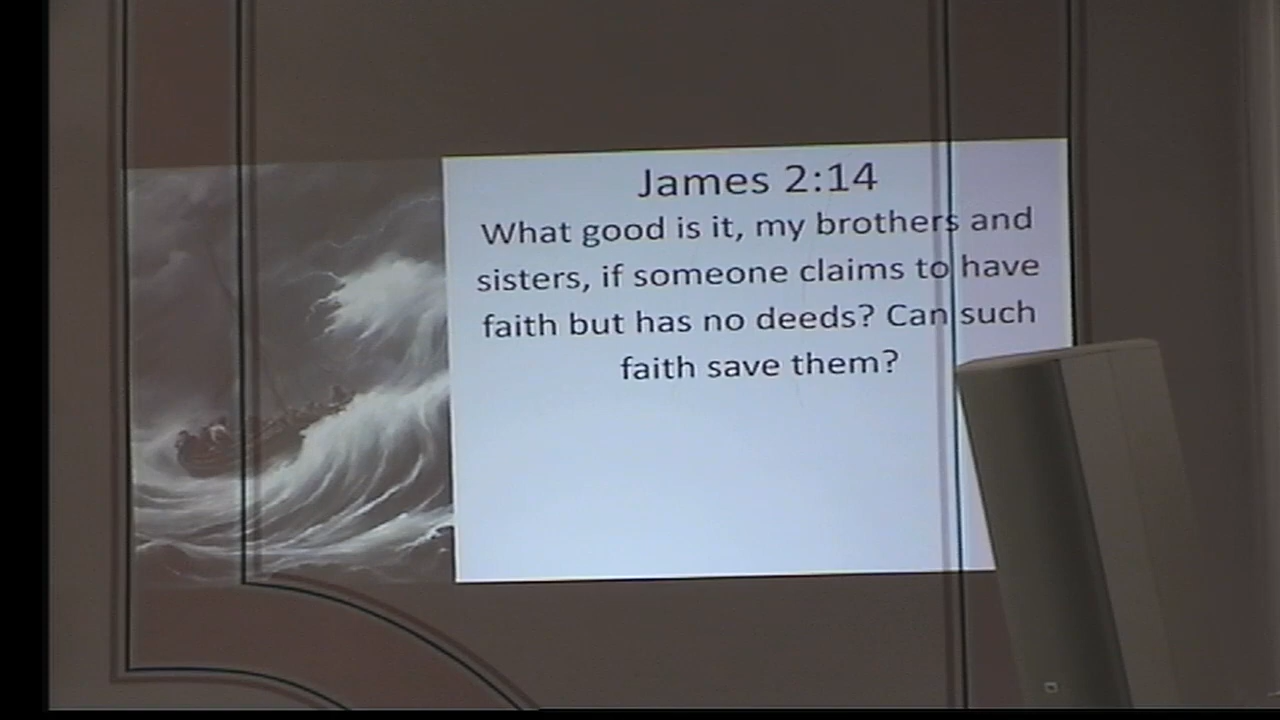 James 2:14
What good is it, my brothers and
sisters, if someone claims to have
faith but has no deeds? Can such
faith save them?